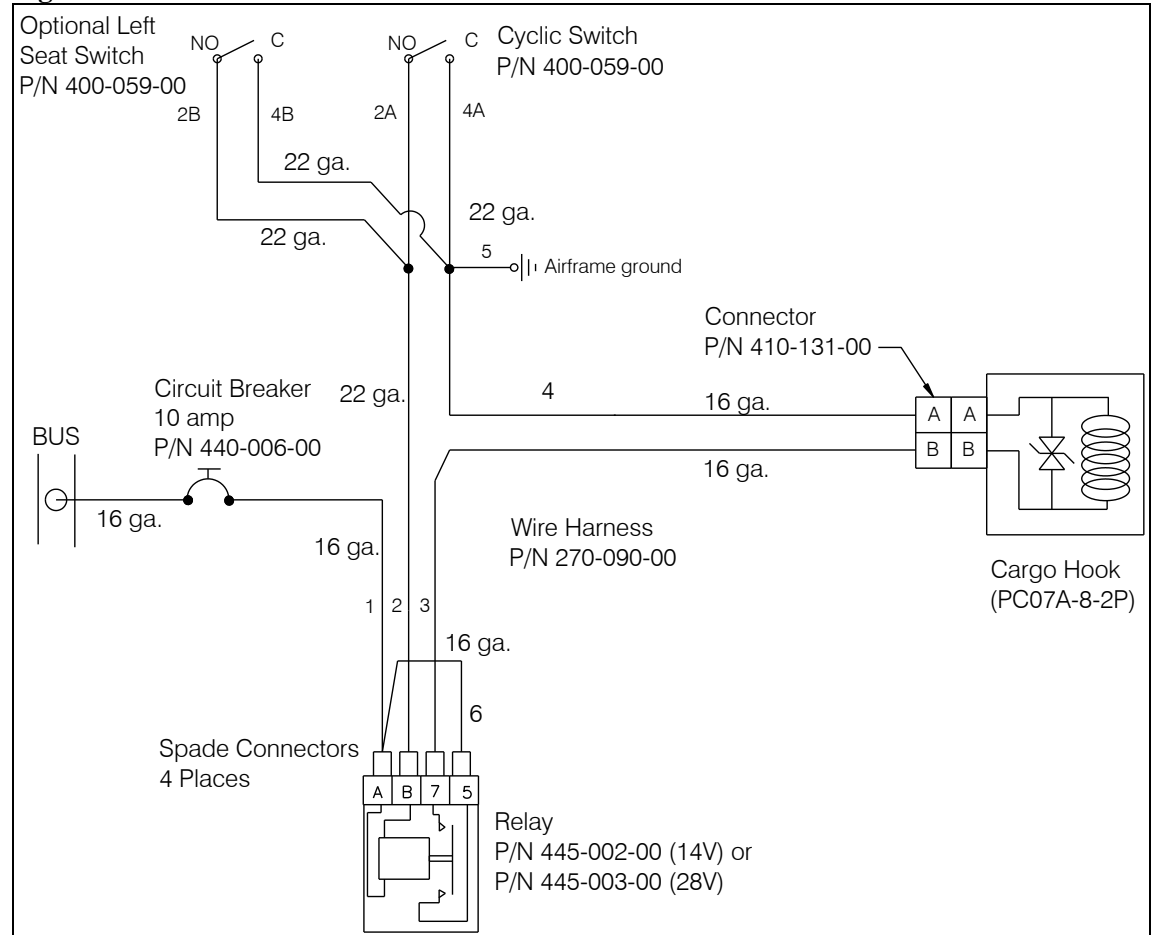 Optional Left
Seat Switch
P/N 400-059-00
NO
C
NO
C
Cyclic Switch
P/N 400-059-00
2B
4B
2A
4A
22 ga.
22 ga.
22 ga.
5
Airframe ground
Connector
P/N 410-131-00
Circuit Breaker
10 amp
P/N 440-006-00
22 ga.
4
16 ga.
A
A
B
B
BUS
16 ga.
16 ga.
16 ga.
Wire Harness
P/N 270-090-00
Cargo Hook
(PC07A-8-2P)
1
2
3
16 ga.
6
Spade Connectors
4 Places
A
B
7
5
Relay
P/N 445-002-00 (14V) or
P/N 445-003-00 (28V)